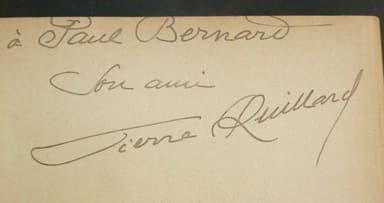 à Paul Bernard
Son ami
Pierre Quillard